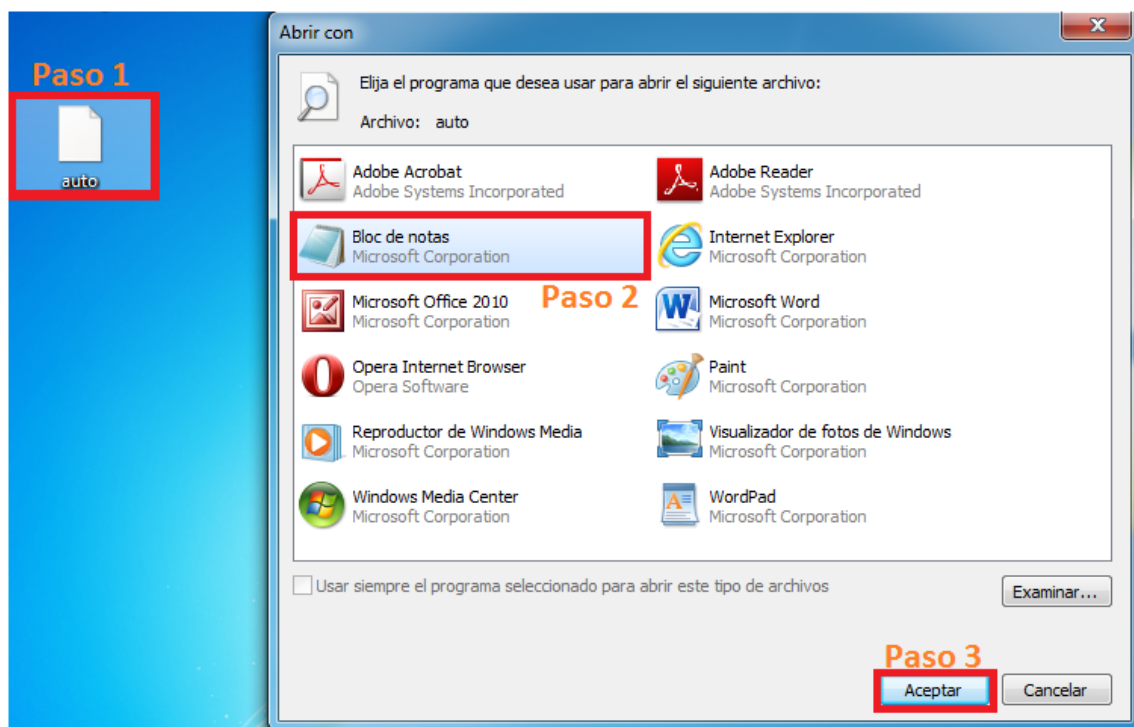 Abrir con
Paso 1
Elija el programa que desea usar para abrir el siguiente archivo:
Archivo: auto
auto
Adobe Acrobat
Adobe Systems Incorporated
Adobe Reader
Adobe Systems Incorporated
Bloc de notas
Microsoft Corporation
Internet Explorer
Microsoft Corporation
Paso 2
Microsoft Office 2010
Microsoft Corporation
Microsoft Word
Microsoft Corporation
Opera Internet Browser
Opera Software
Paint
Microsoft Corporation
Reproductor de Windows Media
Microsoft Corporation
Visualizador de fotos de Windows
Microsoft Corporation
Windows Media Center
Microsoft Corporation
WordPad
Microsoft Corporation
Usar siempre el programa seleccionado para abrir este tipo de archivos
Examinar...
Paso 3
Aceptar
Cancelar